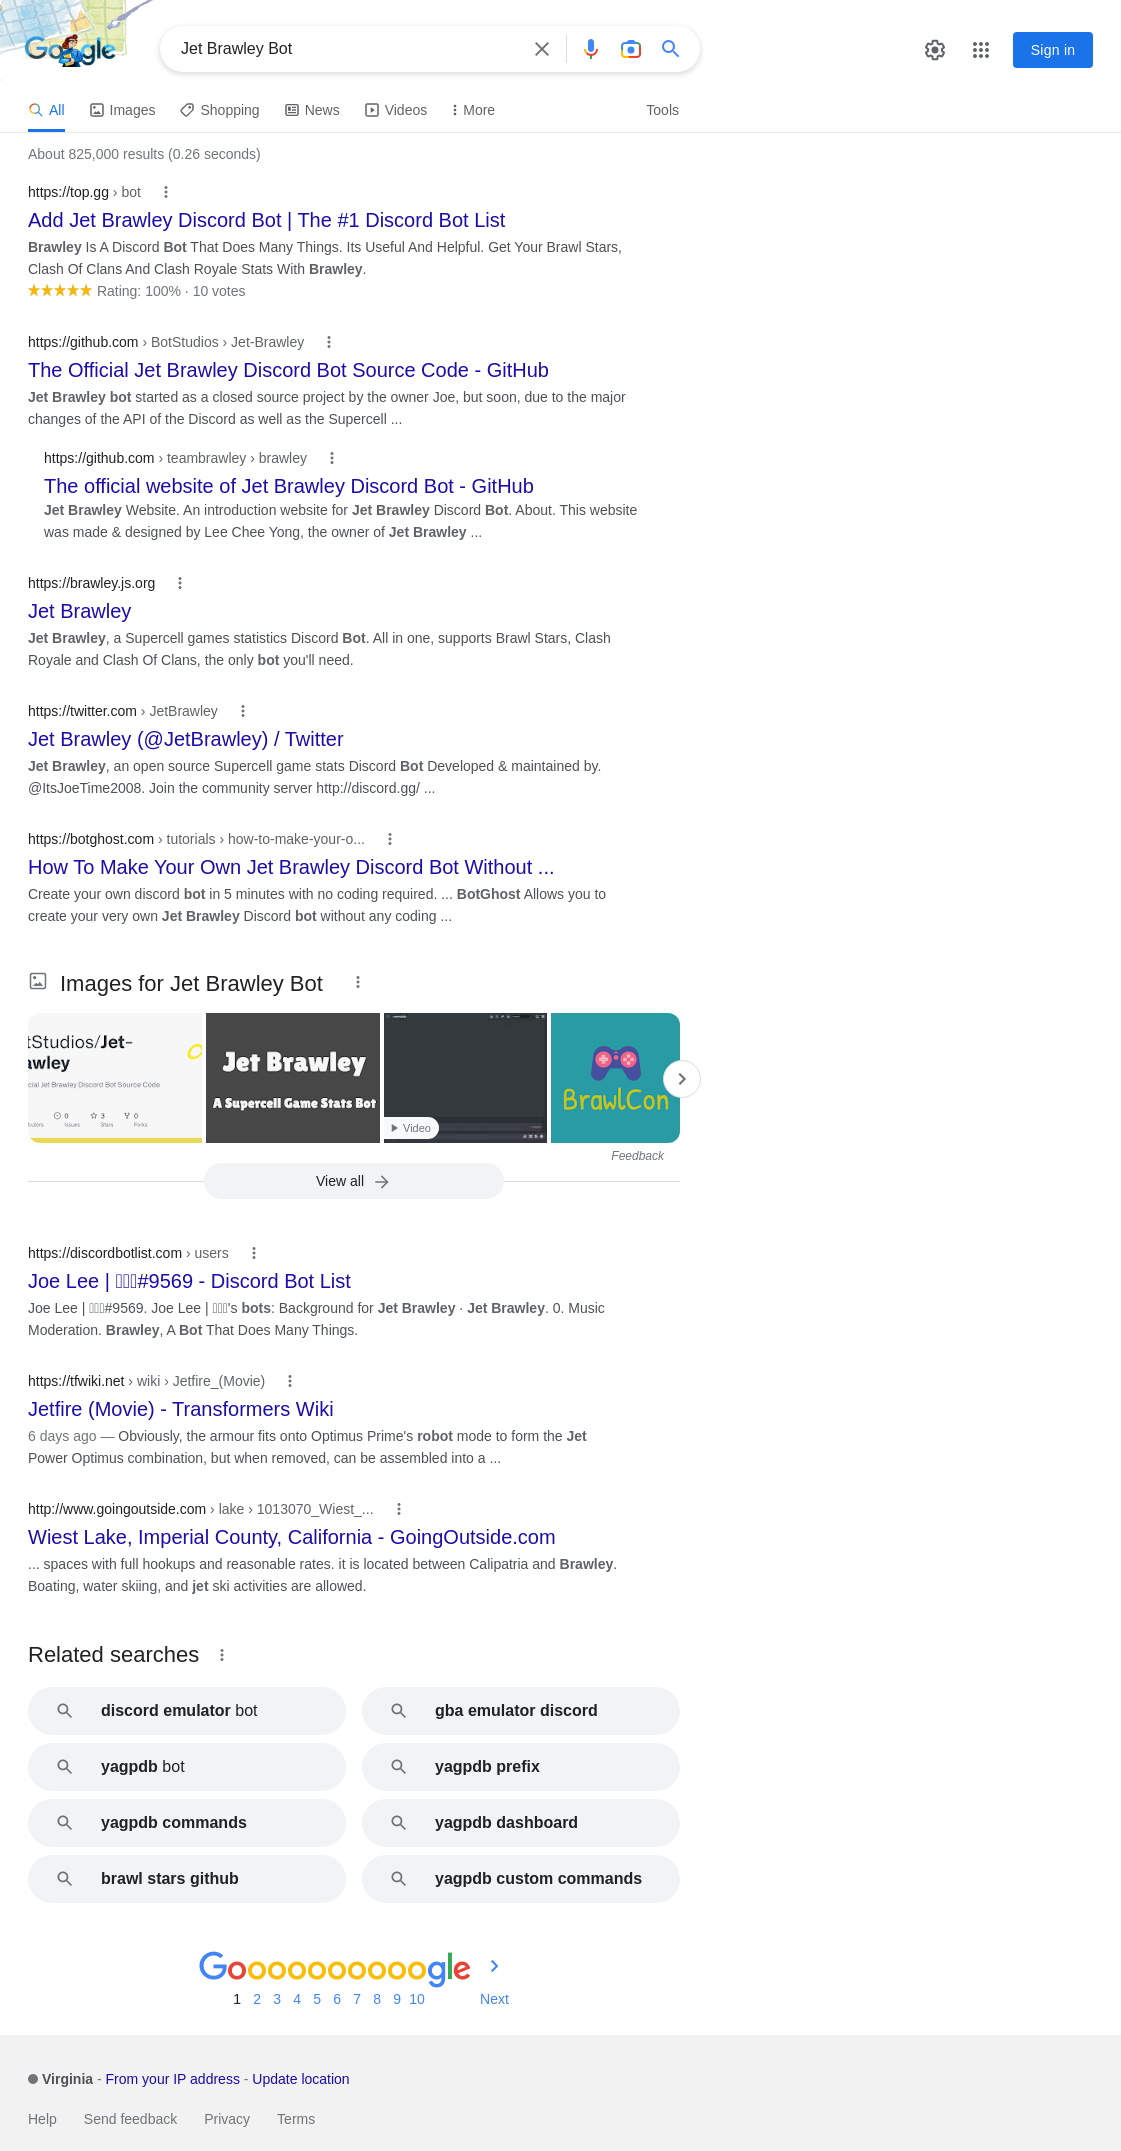 Google
Jet Brawley Bot
Sign in
All
Images
Shopping
News
Videos
More
Tools
About 825,000 results (0.26 seconds)
https://top.gg › bot
Add Jet Brawley Discord Bot | The #1 Discord Bot List
Brawley Is A Discord Bot That Does Many Things. Its Useful And Helpful. Get Your Brawl Stars,
Clash Of Clans And Clash Royale Stats With Brawley.
Rating: 100% · 10 votes
https://github.com › BotStudios › Jet-Brawley
The Official Jet Brawley Discord Bot Source Code - GitHub
Jet Brawley bot started as a closed source project by the owner Joe, but soon, due to the major
changes of the API of the Discord as well as the Supercell ...
https://github.com › teambrawley › brawley
The official website of Jet Brawley Discord Bot - GitHub
Jet Brawley Website. An introduction website for Jet Brawley Discord Bot. About. This website
was made & designed by Lee Chee Yong, the owner of Jet Brawley ...
https://brawley.js.org
Jet Brawley
Jet Brawley, a Supercell games statistics Discord Bot. All in one, supports Brawl Stars, Clash
Royale and Clash Of Clans, the only bot you'll need.
https://twitter.com › JetBrawley
Jet Brawley (@JetBrawley) / Twitter
Jet Brawley, an open source Supercell game stats Discord Bot Developed & maintained by.
@ItsJoeTime2008. Join the community server http://discord.gg/ ...
https://botghost.com › tutorials › how-to-make-your-o...
How To Make Your Own Jet Brawley Discord Bot Without ...
Create your own discord bot in 5 minutes with no coding required. ... BotGhost Allows you to
create your very own Jet Brawley Discord bot without any coding ...
Images for Jet Brawley Bot
tStudios/Jet-
awley
cial Jet Brawley Discord Bot Source Code
0
3
0
Issues
Stars
Forks
Jet Brawley
A Supercell Game Stats Bot
Video
BrawlCon
Feedback
View all
https://discordbotlist.com › users
Joe Lee | #9569 - Discord Bot List
Joe Lee | #9569. Joe Lee | 's bots: Background for Jet Brawley · Jet Brawley. 0. Music
Moderation. Brawley, A Bot That Does Many Things.
https://tfwiki.net › wiki › Jetfire_(Movie)
Jetfire (Movie) - Transformers Wiki
6 days ago — Obviously, the armour fits onto Optimus Prime's robot mode to form the Jet
Power Optimus combination, but when removed, can be assembled into a ...
http://www.goingoutside.com › lake › 1013070_Wiest_...
Wiest Lake, Imperial County, California - GoingOutside.com
... spaces with full hookups and reasonable rates. it is located between Calipatria and Brawley.
Boating, water skiing, and jet ski activities are allowed.
Related searches
discord emulator bot
gba emulator discord
yagpdb bot
yagpdb prefix
yagpdb commands
yagpdb dashboard
brawl stars github
yagpdb custom commands
Goooooooooogle
1 2 3 4 5 6 7 8 9 10 Next
Virginia - From your IP address - Update location
Help
Send feedback
Privacy
Terms